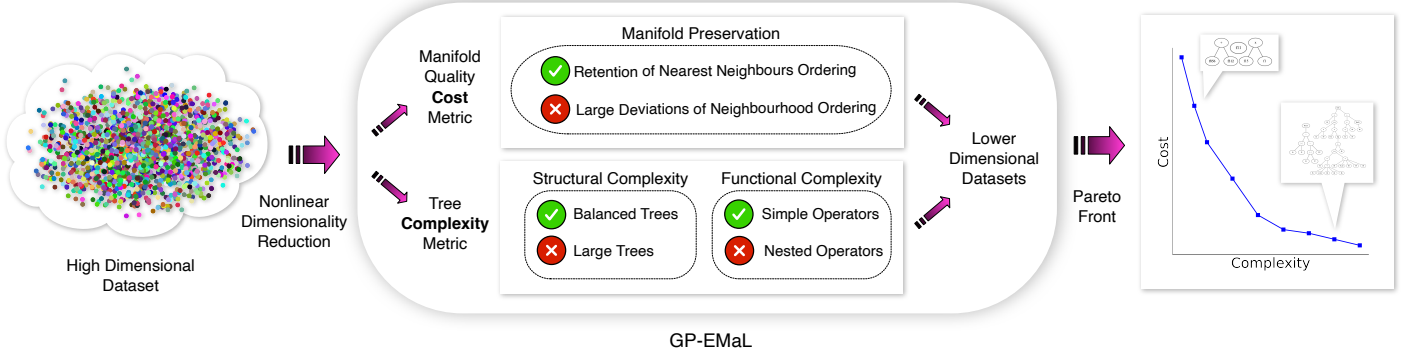 High Dimensional
Dataset
Nonlinear
Dimensionality
Reduction
Manifold
Quality
Cost
Metric
Tree
Complexity
Metric
Manifold Preservation
Retention of Nearest Neighbours Ordering
Large Deviations of Neighbourhood Ordering
Structural Complexity
Balanced Trees
Large Trees
Functional Complexity
Simple Operators
Nested Operators
Lower
Dimensional
Datasets
GP-EMaL
Pareto
Front
Cost
Complexity